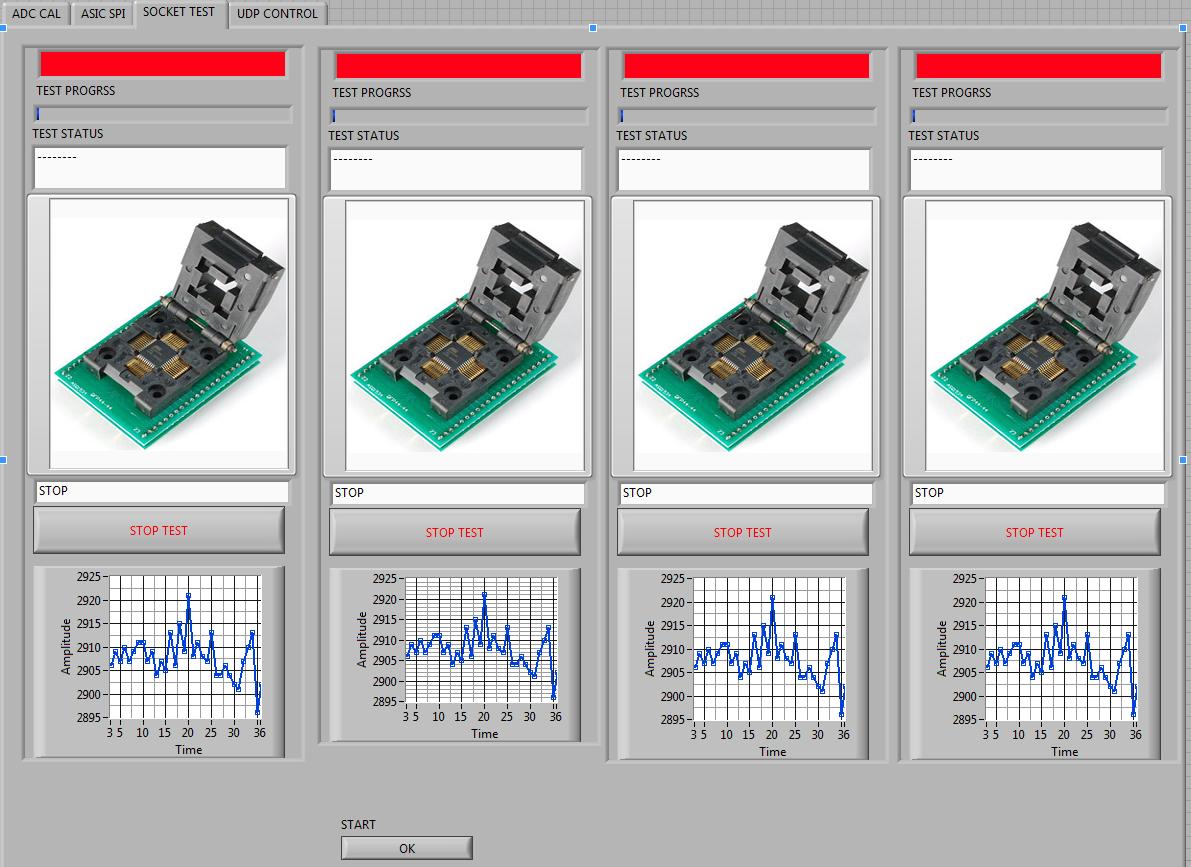 ADC CAL
ASIC SPI
SOCKET TEST
UDP CONTROL
TEST PROGRSS
TEST STATUS
--------
STOP
STOP TEST
2925
2920
2915
2910
2905
2900
2895
Amplitude
3 5 10 15 20 25 30 36
Time
TEST PROGRSS
TEST STATUS
--------
STOP
STOP TEST
2925
2920
2915
2910
2905
2900
2895
Amplitude
3 5 10 15 20 25 30 36
Time
TEST PROGRSS
TEST STATUS
--------
STOP
STOP TEST
2925
2920
2915
2910
2905
2900
2895
Amplitude
3 5 10 15 20 25 30 36
Time
TEST PROGRSS
TEST STATUS
--------
STOP
STOP TEST
2925
2920
2915
2910
2905
2900
2895
Amplitude
3 5 10 15 20 25 30 36
Time
START
OK